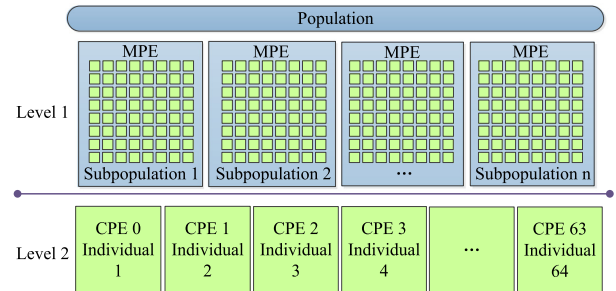 Population
MPE MPE MPE MPE
Level 1
Subpopulation 1 Subpopulation 2 ... Subpopulation n
CPE 0 CPE 1 CPE 2 CPE 3 CPE 63
Level 2 Individual Individual Individual Individual ... Individual
1 2 3 4 64